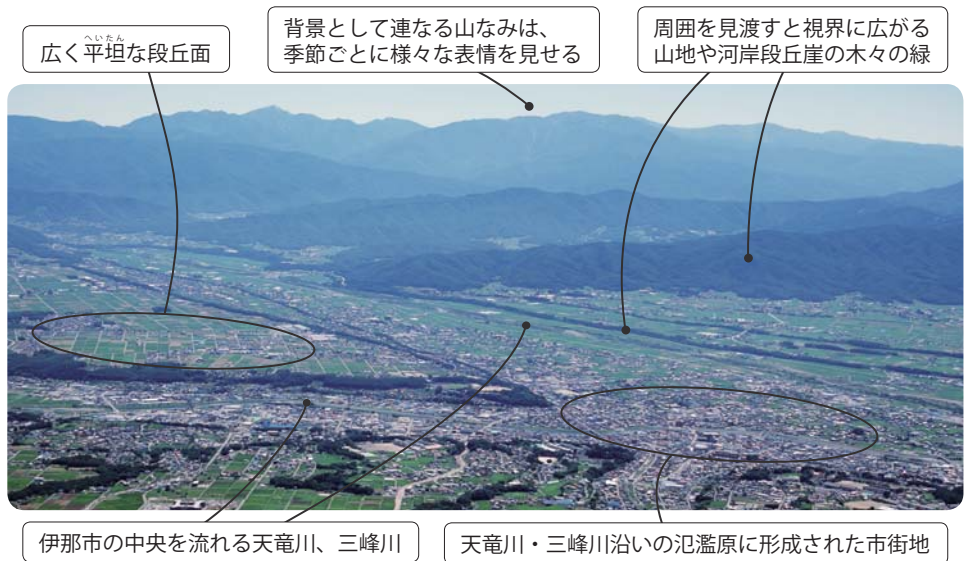 広く平坦な段丘面
へいたん
背景として連なる山なみは、
季節ごとに様々な表情を見せる
周囲を見渡すと視界に広がる
山地や河岸段丘崖の木々の緑
伊那市の中央を流れる天竜川、三峰川
天竜川・三峰川沿いの氾濫原に形成された市街地